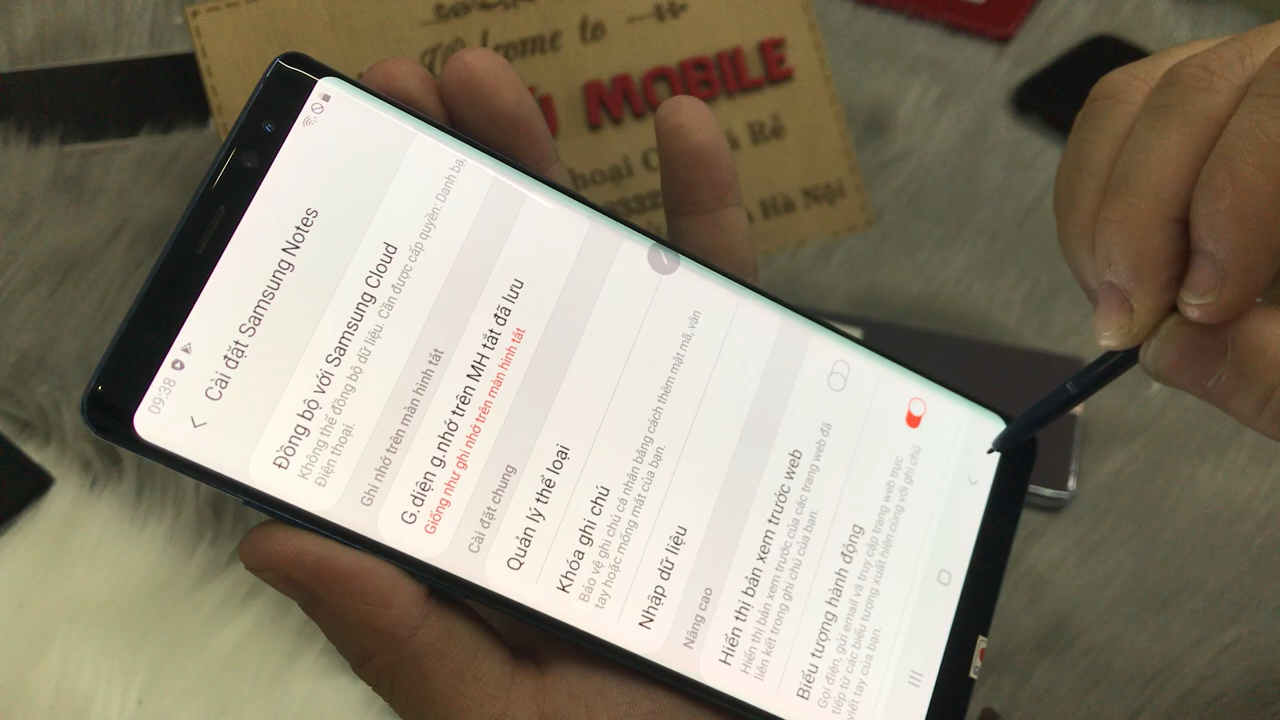 Welcome to
MOBILE
09:38
Cài đặt Samsung Notes
Đồng bộ với Samsung Cloud
Không thể đồng bộ dữ liệu. Cần được cấp quyền: Danh bạ,
Điện thoại.
Ghi nhớ trên màn hình tắt
G.diện g.nhớ trên MH tắt đã lưu
Giống như ghi nhớ trên màn hình tắt
Cài đặt chung
Quản lý thể loại
Khóa ghi chú
Bảo vệ ghi chú cá nhân bằng cách thêm mật mã, vân
tay hoặc mống mắt của bạn.
Nhập dữ liệu
Nâng cao
Hiển thị bản xem trước web
Hiển thị bản xem trước của các trang web đã
liên kết trong ghi chú của bạn.
Biểu tượng hành động
Gọi điện, gửi email và truy cập trang web trực
tiếp từ các biểu tượng xuất hiện cùng với ghi chú
viết tay của bạn.
Rẻ
Hà Nội